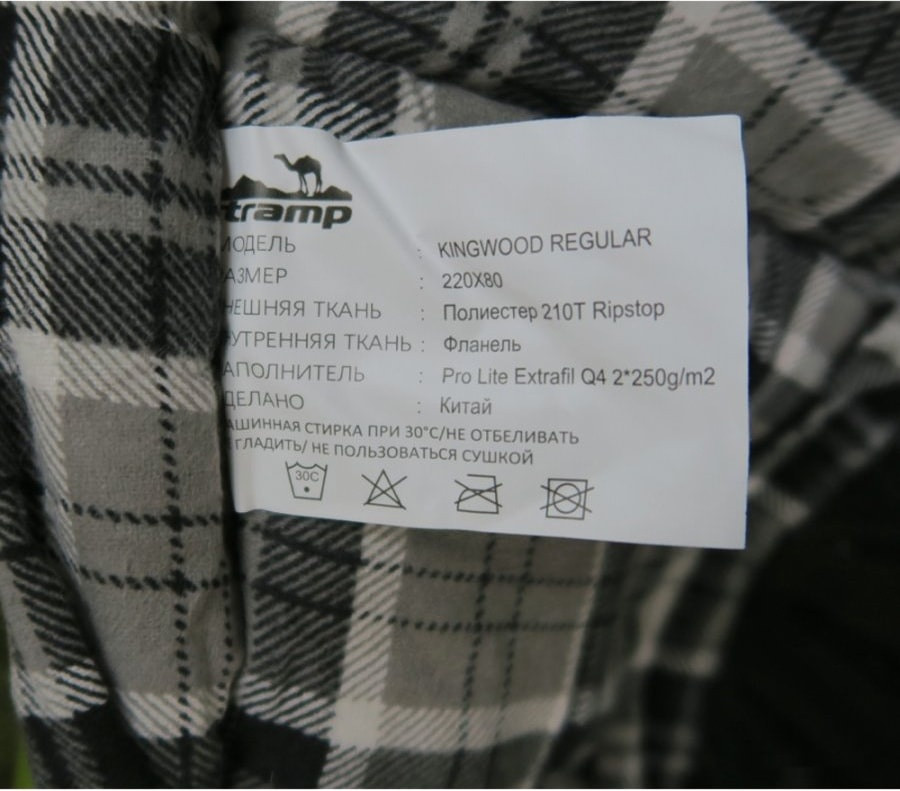 tramp
МОДЕЛЬ : KINGWOOD REGULAR
АЗМЕР : 220X80
НЕШНЯЯ ТКАНЬ : Полиестер 210T Ripstop
УТРЕННЯЯ ТКАНЬ : Фланель
АПОЛНИТЕЛЬ : Pro Lite Extrafil Q4 2*250g/m2
ДЕЛАНО : Китай
АШИННАЯ СТИРКА ПРИ 30°C/НЕ ОТБЕЛИВАТЬ
ГЛАДИТЬ/ НЕ ПОЛЬЗОВАТЬСЯ СУШКОЙ
30C